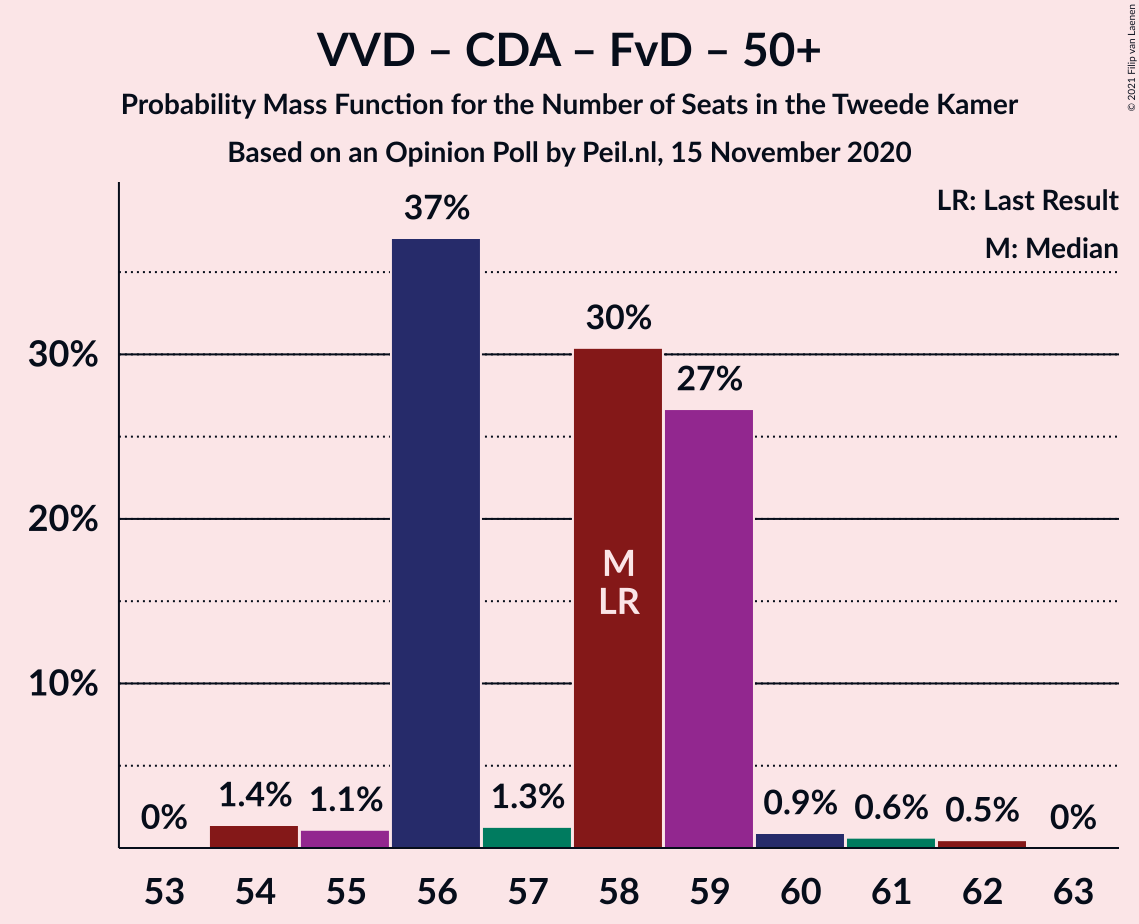 VVD – CDA – FvD – 50+
Probability Mass Function for the Number of Seats in the Tweede Kamer
Based on an Opinion Poll by Peil.nl, 15 November 2020
© 2021 Filip van Laenen
LR: Last Result
M: Median
37%
30%
27%
30%
20%
10%
M
LR
0%
1.4%
1.1%
1.3%
0.9%
0.6%
0.5%
0%
53 54 55 56 57 58 59 60 61 62 63